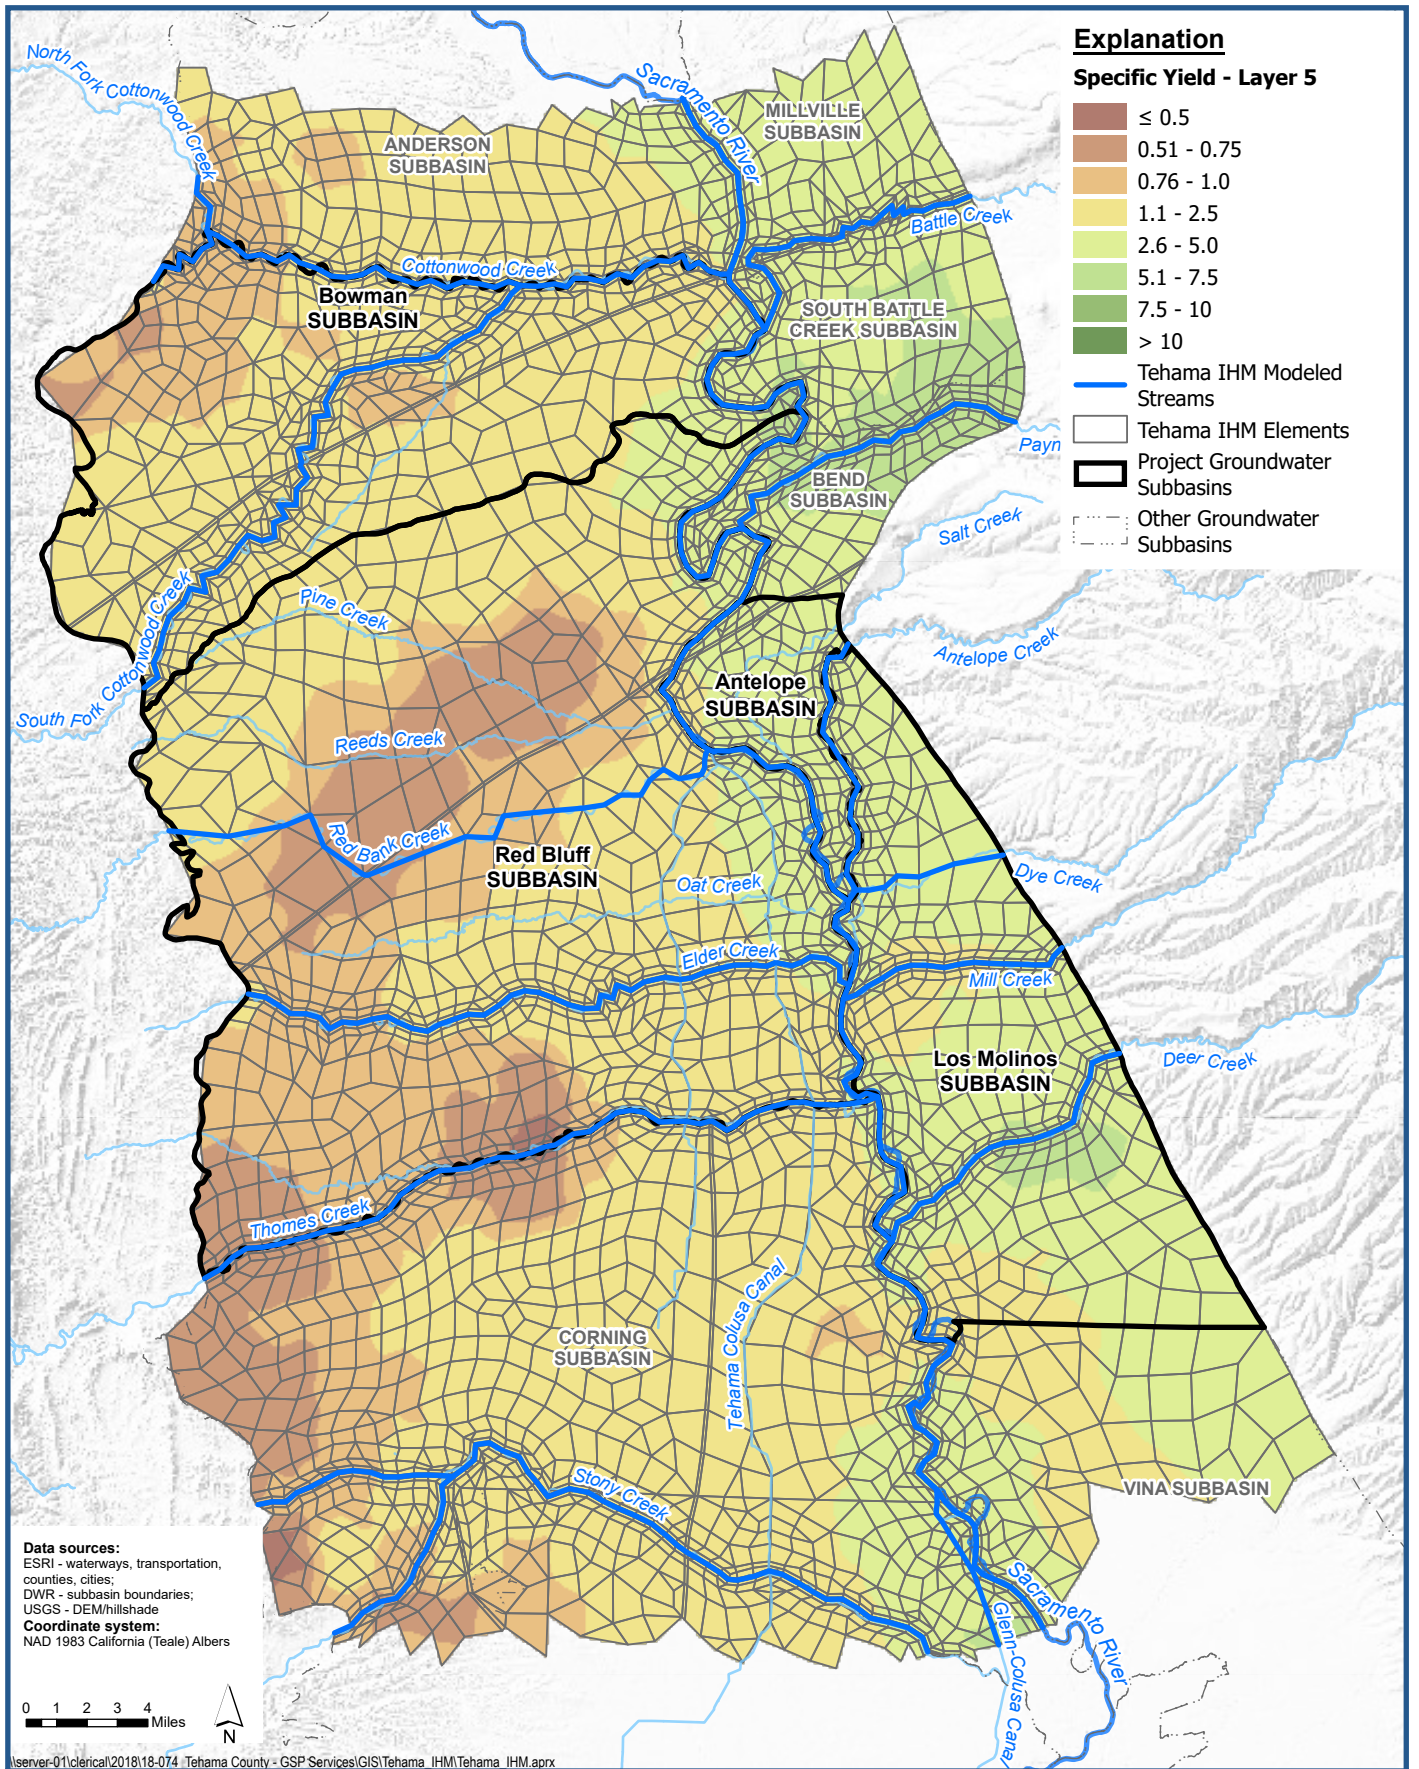 Explanation
Specific Yield - Layer 5
≤ 0.5
0.51 - 0.75
0.76 - 1.0
1.1 - 2.5
2.6 - 5.0
5.1 - 7.5
7.5 - 10
> 10
Tehama IHM Modeled
Streams
Tehama IHM Elements
Project Groundwater
Subbasins
Other Groundwater
Subbasins
North Fork Cottonwood Creek
Sacramento River
ANDERSON
SUBBASIN
MILLVILLE
SUBBASIN
Battle Creek
Cottonwood Creek
Bowman
SUBBASIN
SOUTH BATTLE
CREEK SUBBASIN
Payn
BEND
SUBBASIN
Salt Creek
Pine Creek
South Fork Cottonwood Creek
Antelope Creek
Antelope
SUBBASIN
Reeds Creek
Red Bank Creek
Red Bluff
SUBBASIN
Oat Creek
Dye Creek
Elder Creek
Mill Creek
Los Molinos
SUBBASIN
Deer Creek
Thomes Creek
Tehama Colusa Canal
CORNING
SUBBASIN
Stony Creek
VINA SUBBASIN
Sacramento River
Glenn-Colusa Canal
Data sources:
ESRI - waterways, transportation,
counties, cities;
DWR - subbasin boundaries;
USGS - DEM/hillshade
Coordinate system:
NAD 1983 California (Teale) Albers
0 1 2 3 4
Miles
N
\\server-01\clerical\2018\18-074_Tehama County - GSP Services\GIS\Tehama_IHM\Tehama_IHM.aprx